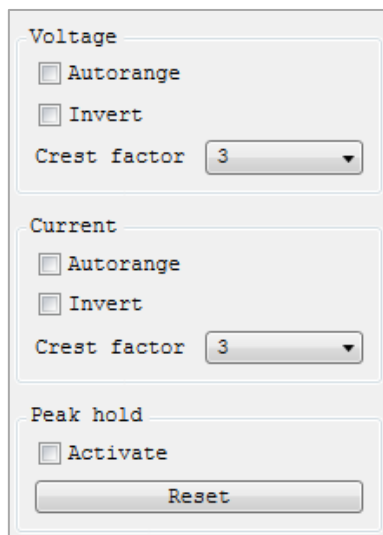 Voltage
Autorange
Invert
Crest factor 3
Current
Autorange
Invert
Crest factor 3
Peak hold
Activate
Reset